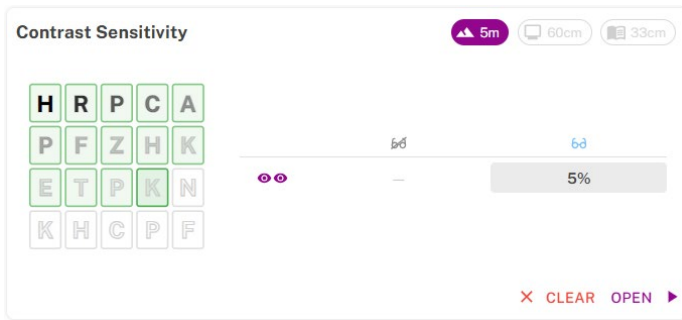 Contrast Sensitivity
5m 60cm 33cm
H R P C A
P F Z H K
E T P K N
K H C P F
— 5%
CLEAR OPEN